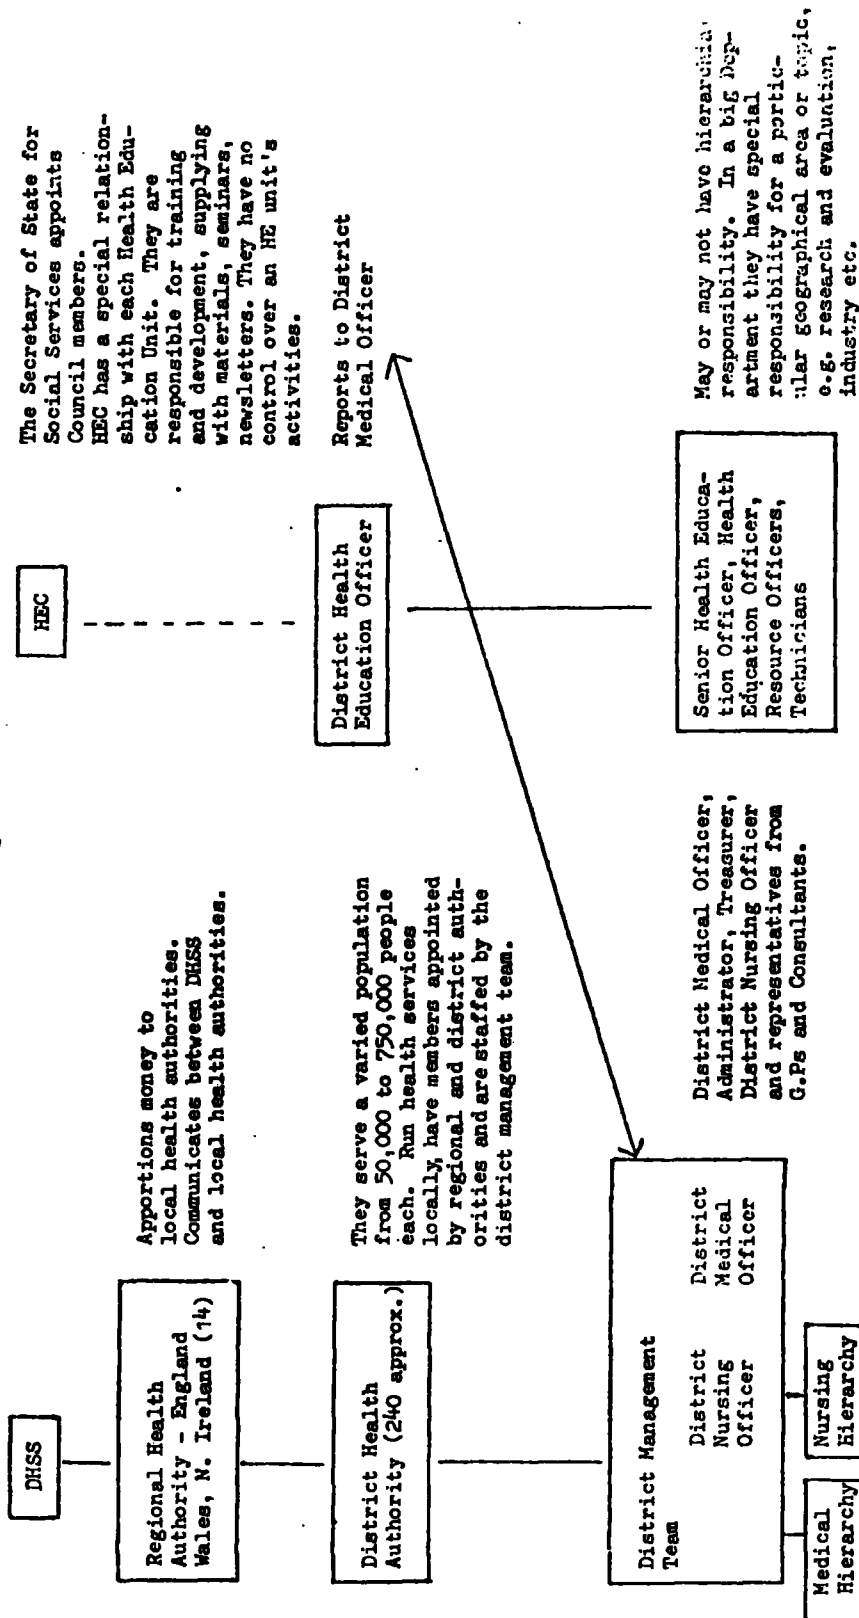 DHSS
Regional Health
Authority - England
Wales, N. Ireland (14)
Apportions money to
local health authorities.
Communicates between DHSS
and local health authorities.
District Health
Authority (240 approx.)
They serve a varied population
from 50,000 to 750,000 people
each. Run health services
locally, have members appointed
by regional and district auth-
orities and are staffed by the
district management team.
District Management
Team
District
Nursing
Officer
District
Medical
Officer
Medical
Hierarchy
Nursing
Hierarchy
District Medical Officer,
Administrator, Treasurer,
District Nursing Officer
and representatives from
G.Ps and Consultants.
HEC
The Secretary of State for
Social Services appoints
Council members.
HEC has a special relation-
ship with each Health Edu-
cation Unit. They are
responsible for training
and development, supplying
with materials, seminars,
newsletters. They have no
control over an HE unit's
activities.
District Health
Education Officer
Reports to District
Medical Officer
Senior Health Educa-
tion Officer, Health
Education Officer,
Resource Officers,
Technicians
May or may not have
responsibility. In a big Dep-
artment they have special
responsibility for a partic-
ular geographical area or topic,
e.g. research and evaluation,
industry etc.